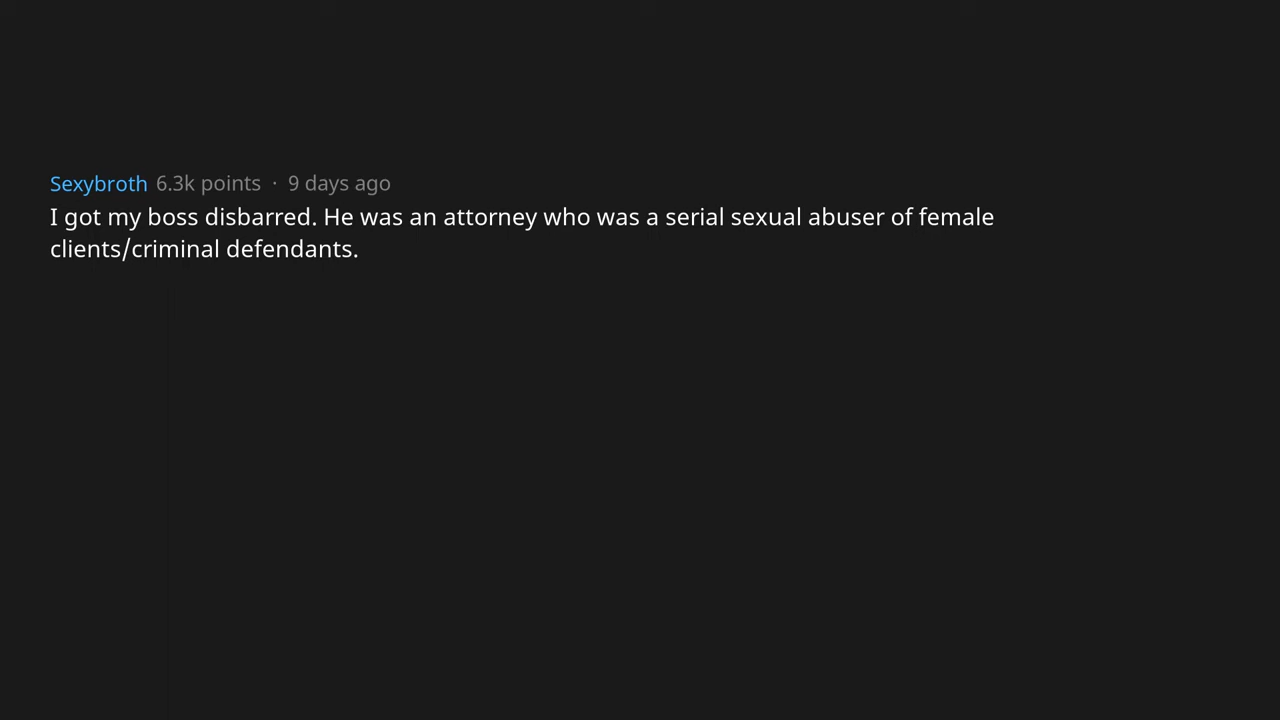 Sexybroth 6.3k points · 9 days ago
I got my boss disbarred. He was an attorney who was a serial sexual abuser of female
clients/criminal defendants.